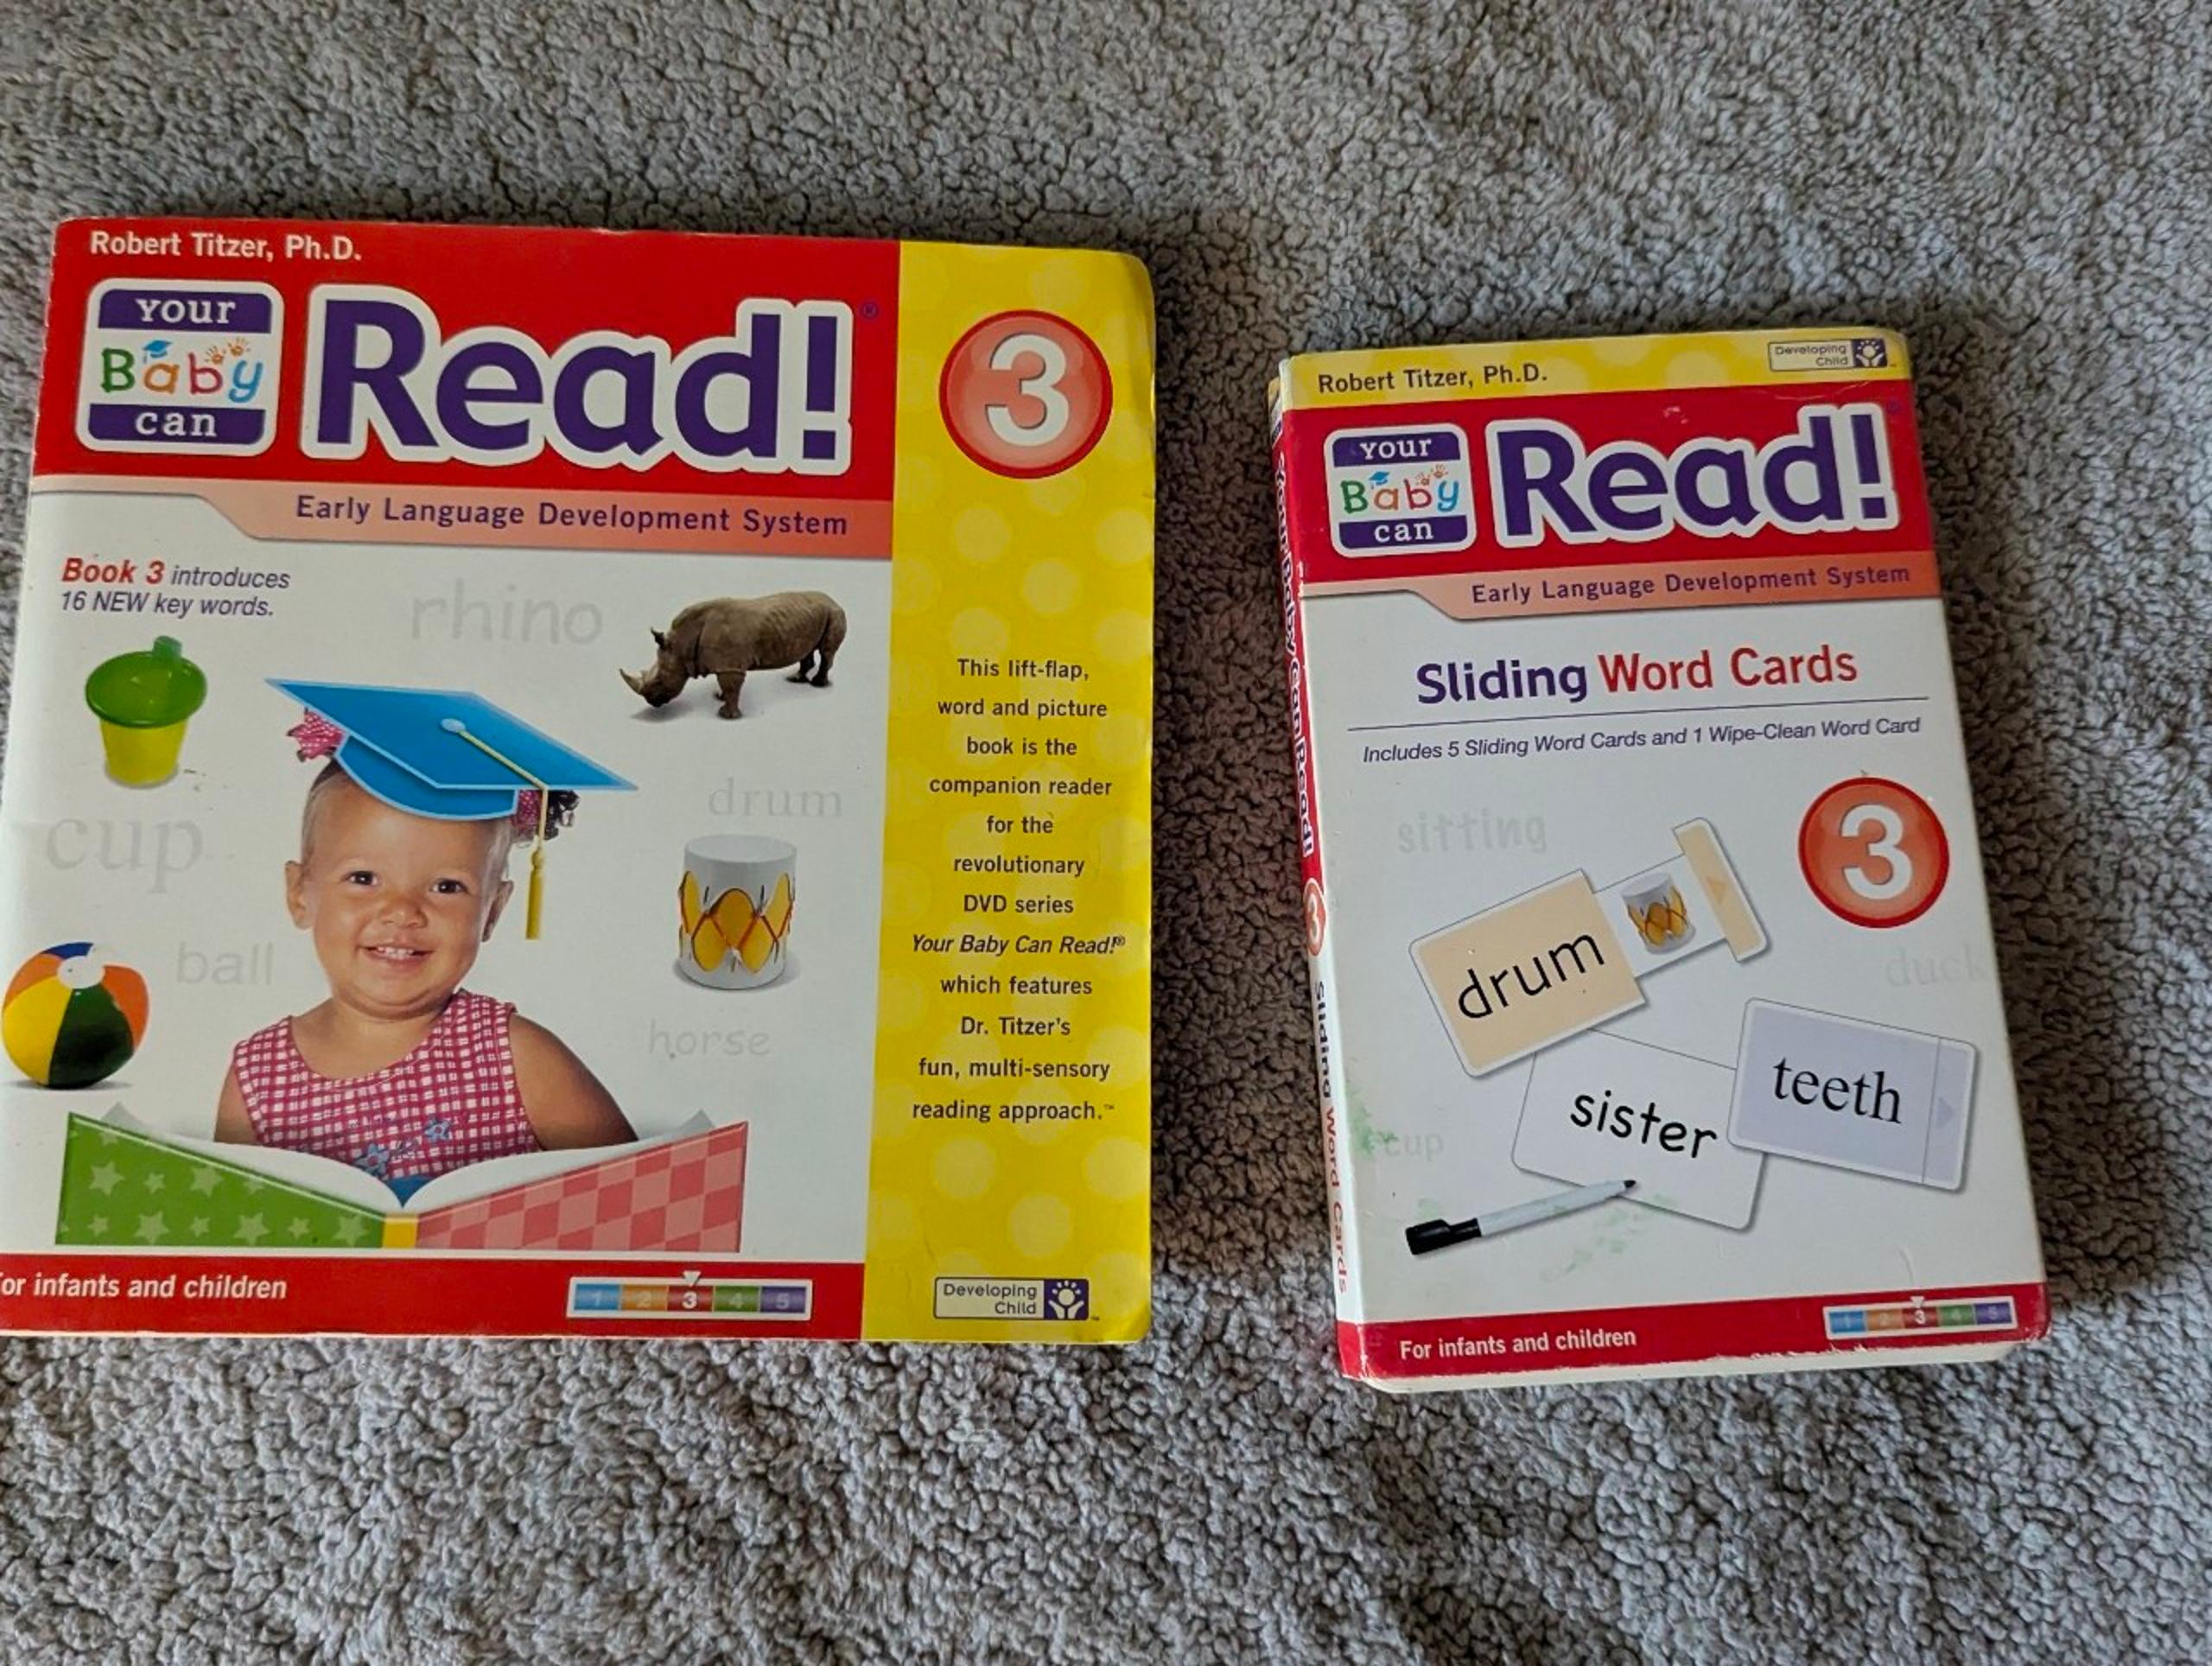 Robert Titzer, Ph.D.
YOUR
Baby
can
Read!®
3
Early Language Development System
Book 3 introduces
16 NEW key words.
rhino
cup
drum
ball
horse
This lift-flap,
word and picture
book is the
companion reader
for the
revolutionary
DVD series
Your Baby Can Read!®
which features
Dr. Titzer's
fun, multi-sensory
reading approach.™
or infants and children
1 2 3 4 5
Developing
Child
Robert Titzer, Ph.D.
Developing
Child
YOUR
Baby
can
Read!
Early Language Development System
Sliding Word Cards
Includes 5 Sliding Word Cards and 1 Wipe-Clean Word Card
3
sitting
drum
duck
teeth
sister
cup
For infants and children
1 2 3 4 5
Your Baby Can Read!
3
Sliding Word Cards